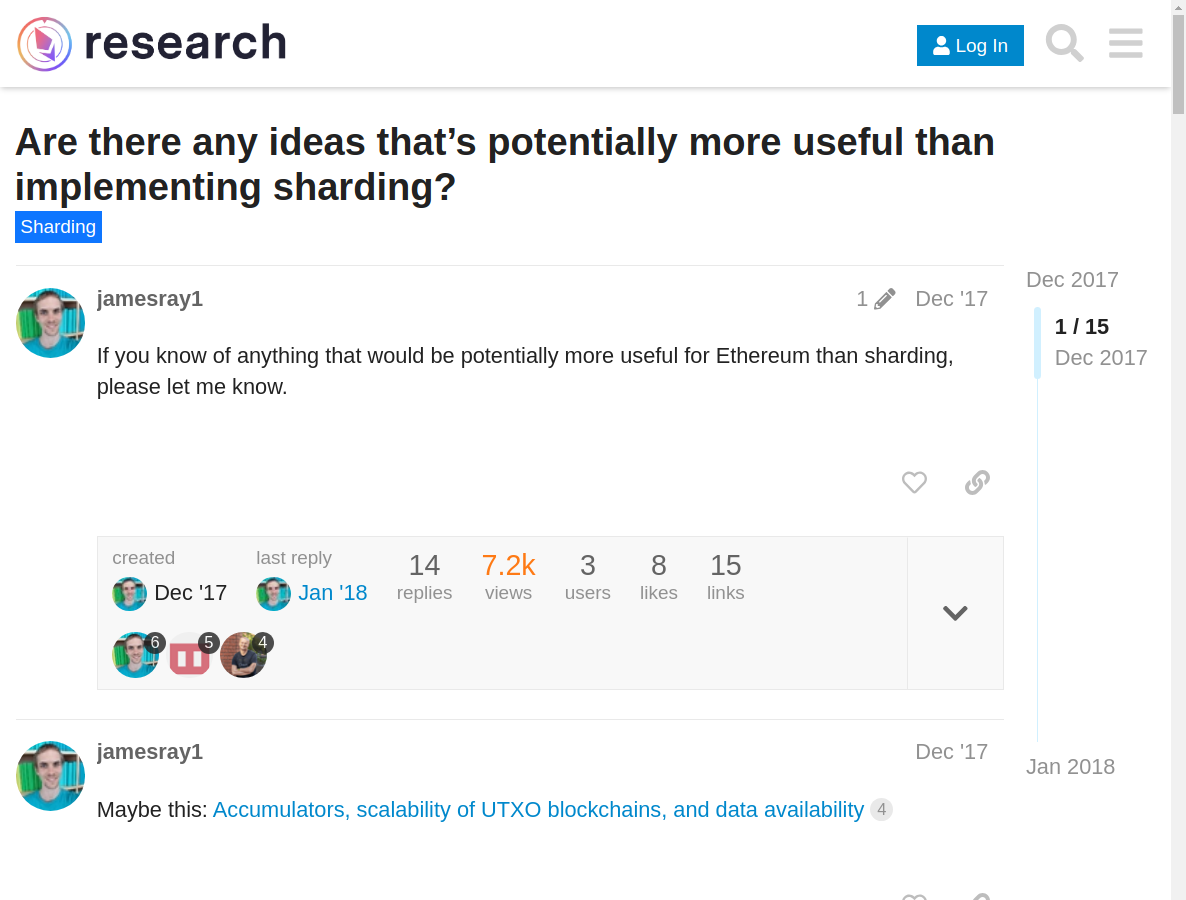 research
Log In
Are there any ideas that’s potentially more useful than
implementing sharding?
Sharding
Dec 2017
1 / 15
Dec 2017
Jan 2018
jamesray1
1
Dec '17
If you know of anything that would be potentially more useful for Ethereum than sharding,
please let me know.
created
Dec '17
last reply
Jan '18
14
replies
7.2k
views
3
users
8
likes
15
links
6
5
4
jamesray1
Dec '17
Maybe this: Accumulators, scalability of UTXO blockchains, and data availability 4